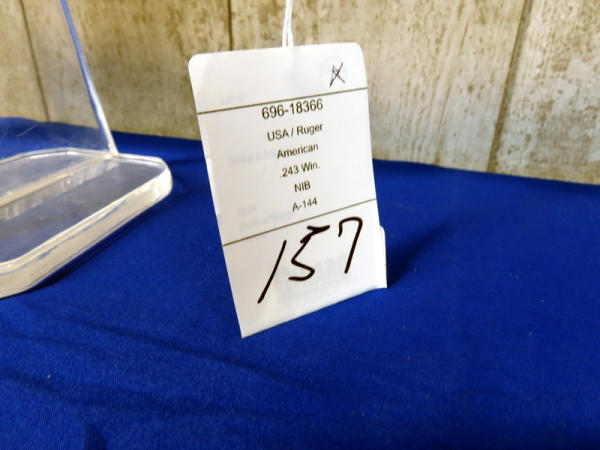 696-18366
USA / Ruger
American
.243 Win.
NIB
A-144
157